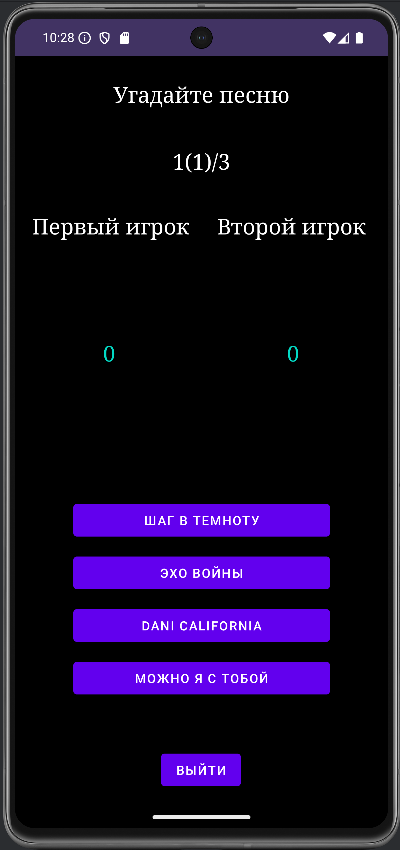 10:28
Угадайте песню
1(1)/3
Первый игрок Второй игрок
0 0
ШАГ В ТЕМНОТУ
ЭХО ВОЙНЫ
DANI CALIFORNIA
МОЖНО Я С ТОБОЙ
ВЫЙТИ